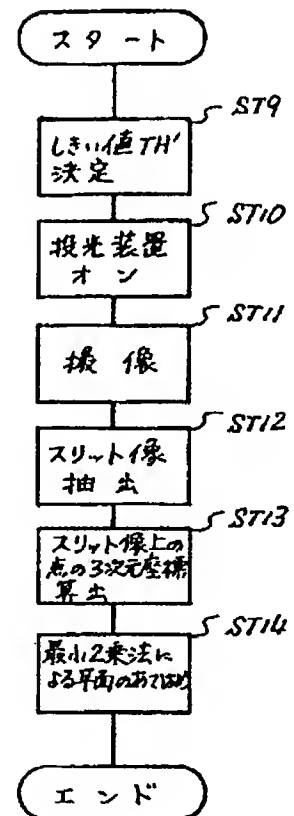 スタート
ST9
しきい値TH'
決定
ST10
投光装置
オン
ST11
撮像
ST12
スリット像
抽出
ST13
スリット像上の
点の3次元座標
算出
ST14
最小2乗法に
よる平面のあてはめ
エンド